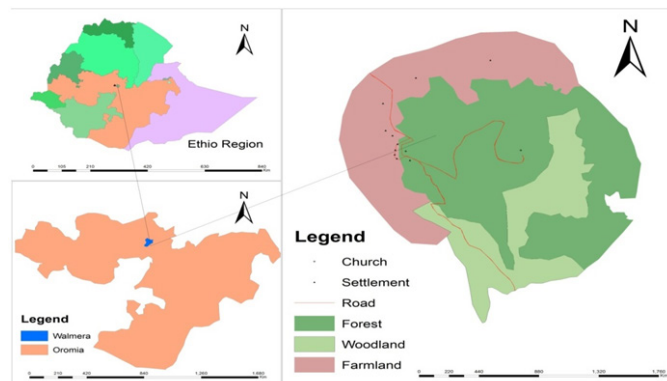 N
Ethio Region
N
Legend
Walmera
Oromia
N
Legend
Church
Settlement
Road
Forest
Woodland
Farmland